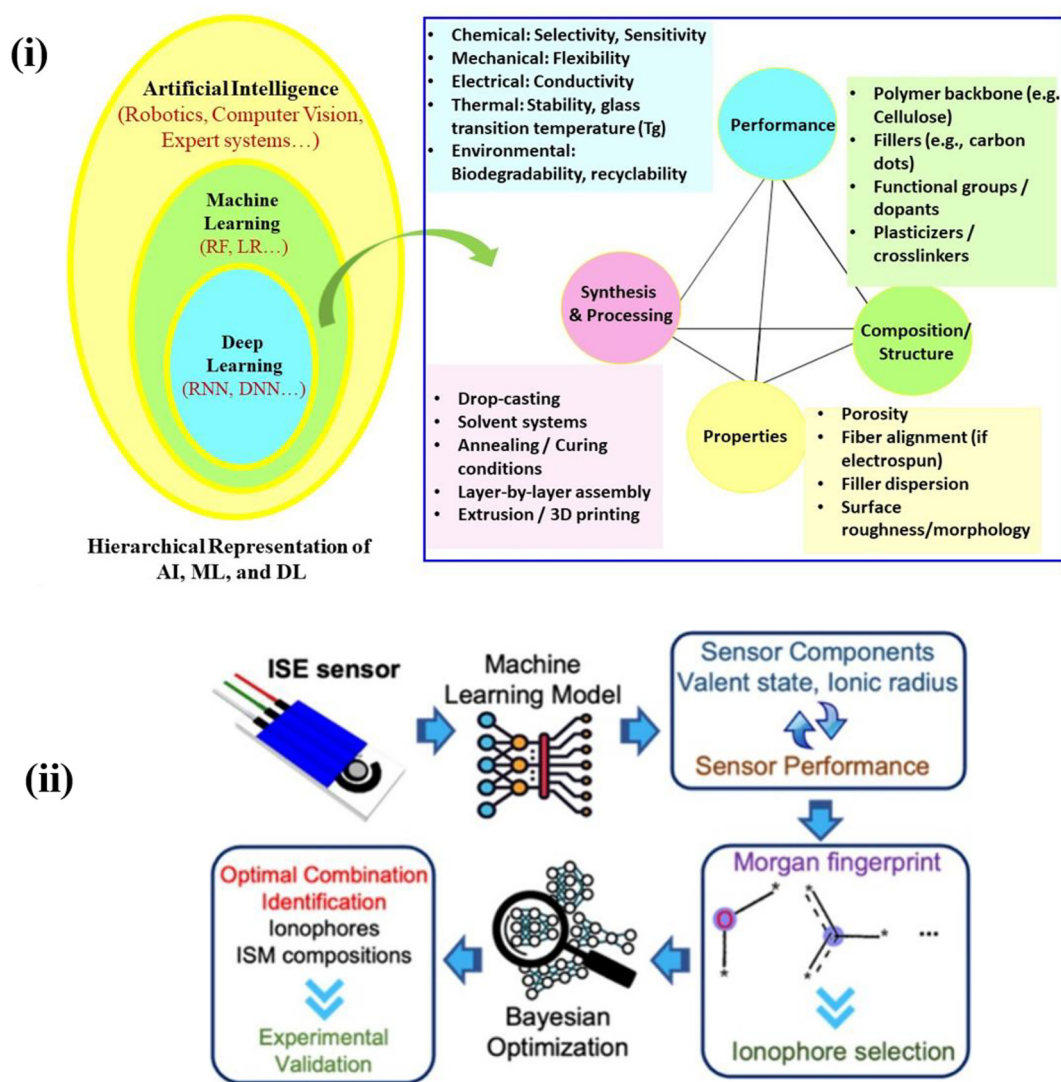 (i)
Artificial Intelligence
(Robotics, Computer Vision,
Expert systems…)
Machine
Learning
(RF, LR…)
Deep
Learning
(RNN, DNN…)
Hierarchical Representation of
AI, ML, and DL
• Chemical: Selectivity, Sensitivity
• Mechanical: Flexibility
• Electrical: Conductivity
• Thermal: Stability, glass
transition temperature (Tg)
• Environmental:
Biodegradability, recyclability
Performance
• Polymer backbone (e.g.
Cellulose)
• Fillers (e.g., carbon
dots)
• Functional groups /
dopants
• Plasticizers /
crosslinkers
Synthesis
& Processing
Composition/
Structure
• Drop-casting
• Solvent systems
• Annealing / Curing
conditions
• Layer-by-layer assembly
• Extrusion / 3D printing
Properties
• Porosity
• Fiber alignment (if
electrospun)
• Filler dispersion
• Surface
roughness/morphology
(ii)
ISE sensor
Machine
Learning Model
Sensor Components
Valent state, Ionic radius
Sensor Performance
Morgan fingerprint
O
* * * * *
...
Ionophore selection
Bayesian
Optimization
Optimal Combination
Identification
Ionophores
ISM compositions
Experimental
Validation